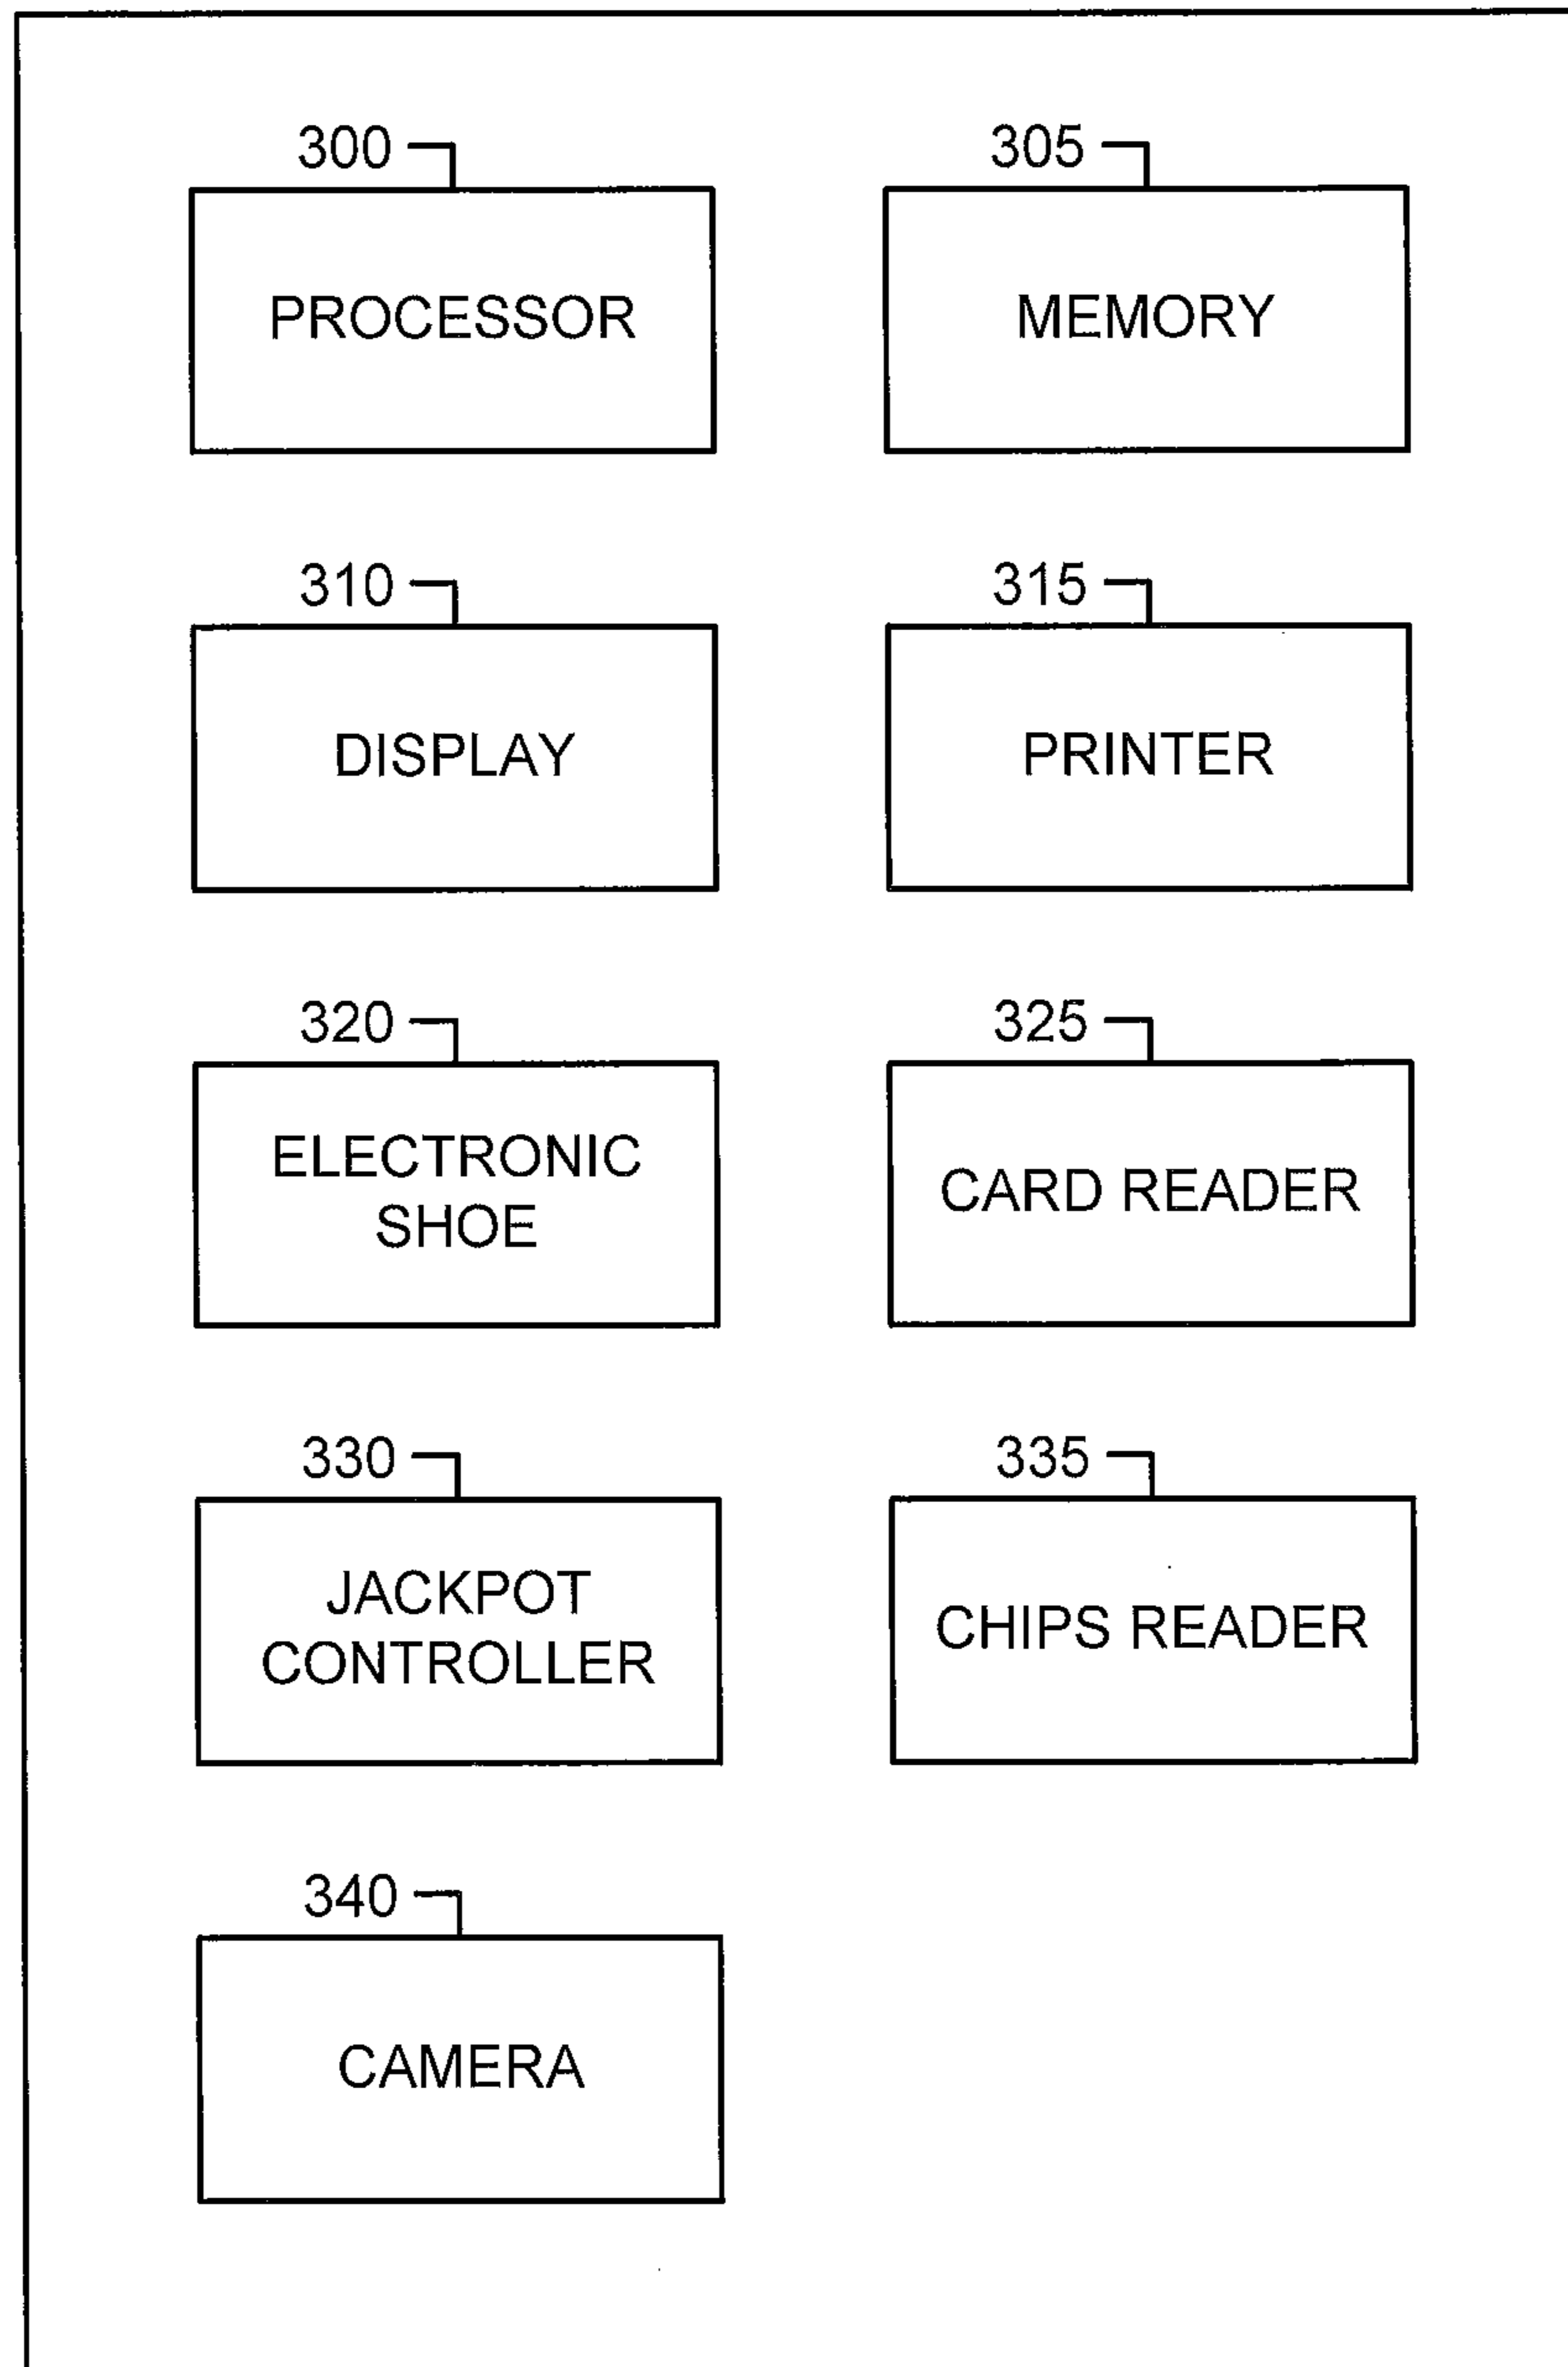 300
305
PROCESSOR
MEMORY
310
315
DISPLAY
PRINTER
320
325
ELECTRONIC
SHOE
CARD READER
330
335
JACKPOT
CONTROLLER
CHIPS READER
340
CAMERA